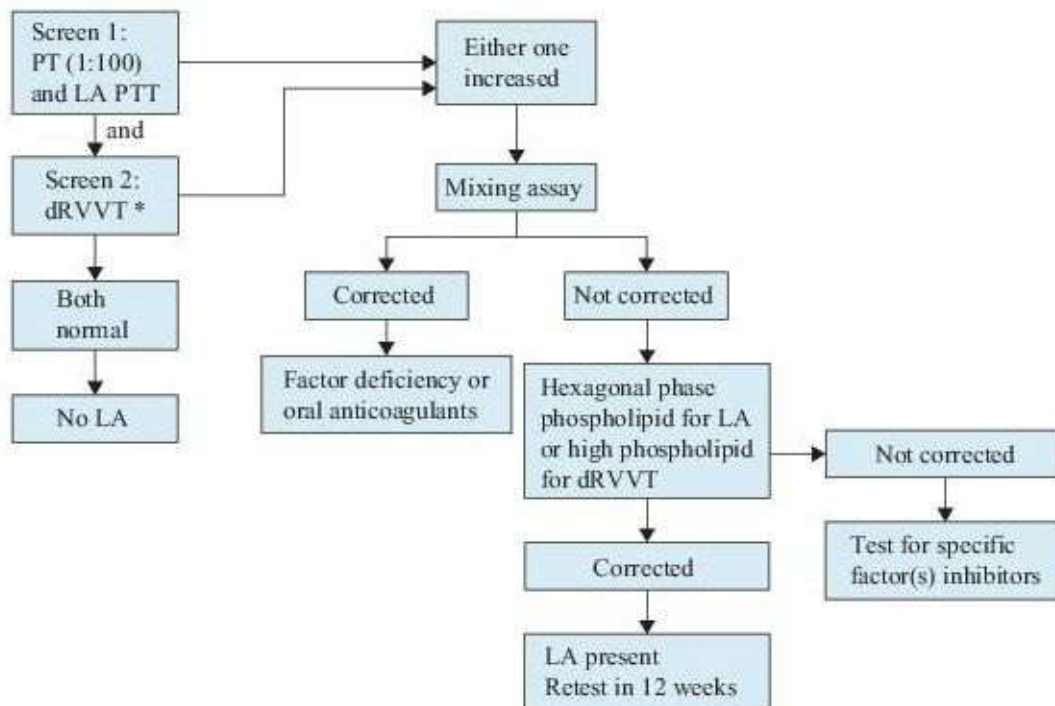 Screen 1:
PT (1:100)
and LA PTT
and
Screen 2:
dRVVT *
Both
normal
No LA
Either one
increased
Mixing assay
Corrected
Not corrected
Factor deficiency or
oral anticoagulants
Hexagonal phase
phospholipid for LA
or high phospholipid
for dRVVT
Not corrected
Test for specific
factor(s) inhibitors
Corrected
LA present
Retest in 12 weeks